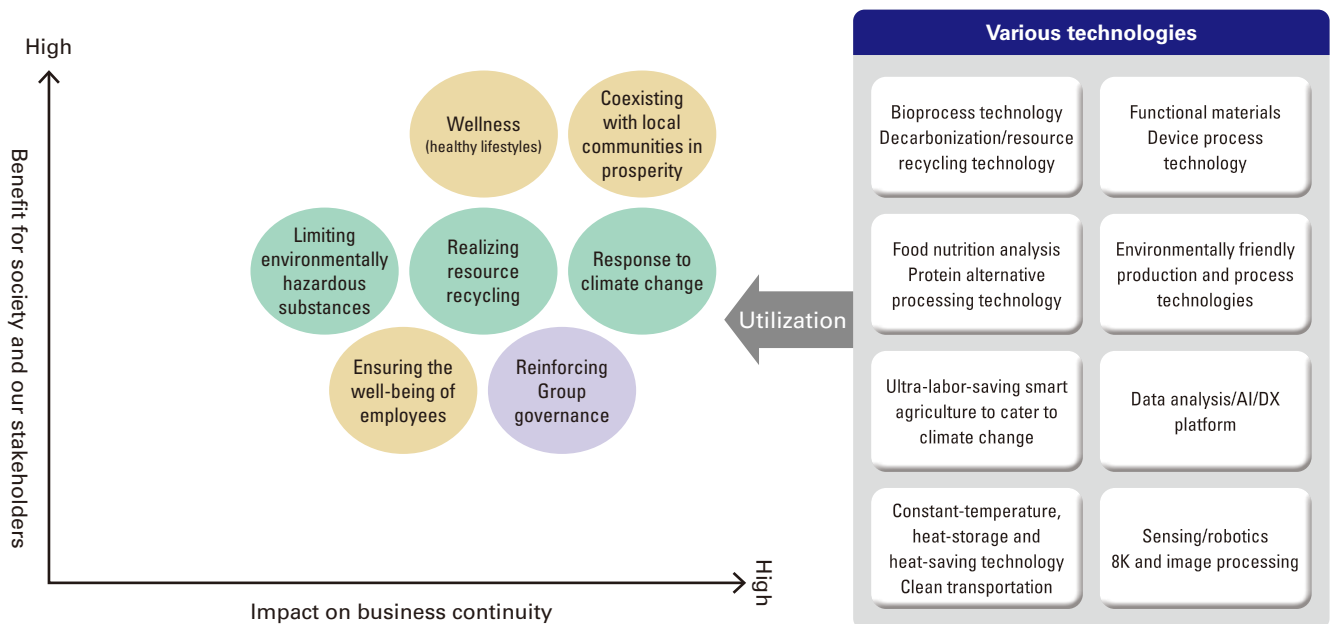 High
Benefit for society and our stakeholders
Wellness
(healthy lifestyles)
Coexisting
with local
communities in
prosperity
Limiting
environmentally
hazardous
substances
Realizing
resource
recycling
Response to
climate change
Ensuring the
well-being of
employees
Reinforcing
Group
governance
High
Impact on business continuity
Utilization
Various technologies
Bioprocess technology
Decarbonization/resource
recycling technology
Functional materials
Device process
technology
Food nutrition analysis
Protein alternative
processing technology
Environmentally friendly
production and process
technologies
Ultra-labor-saving smart
agriculture to cater to
climate change
Data analysis/AI/DX
platform
Constant-temperature,
heat-storage and
heat-saving technology
Clean transportation
Sensing/robotics
8K and image processing